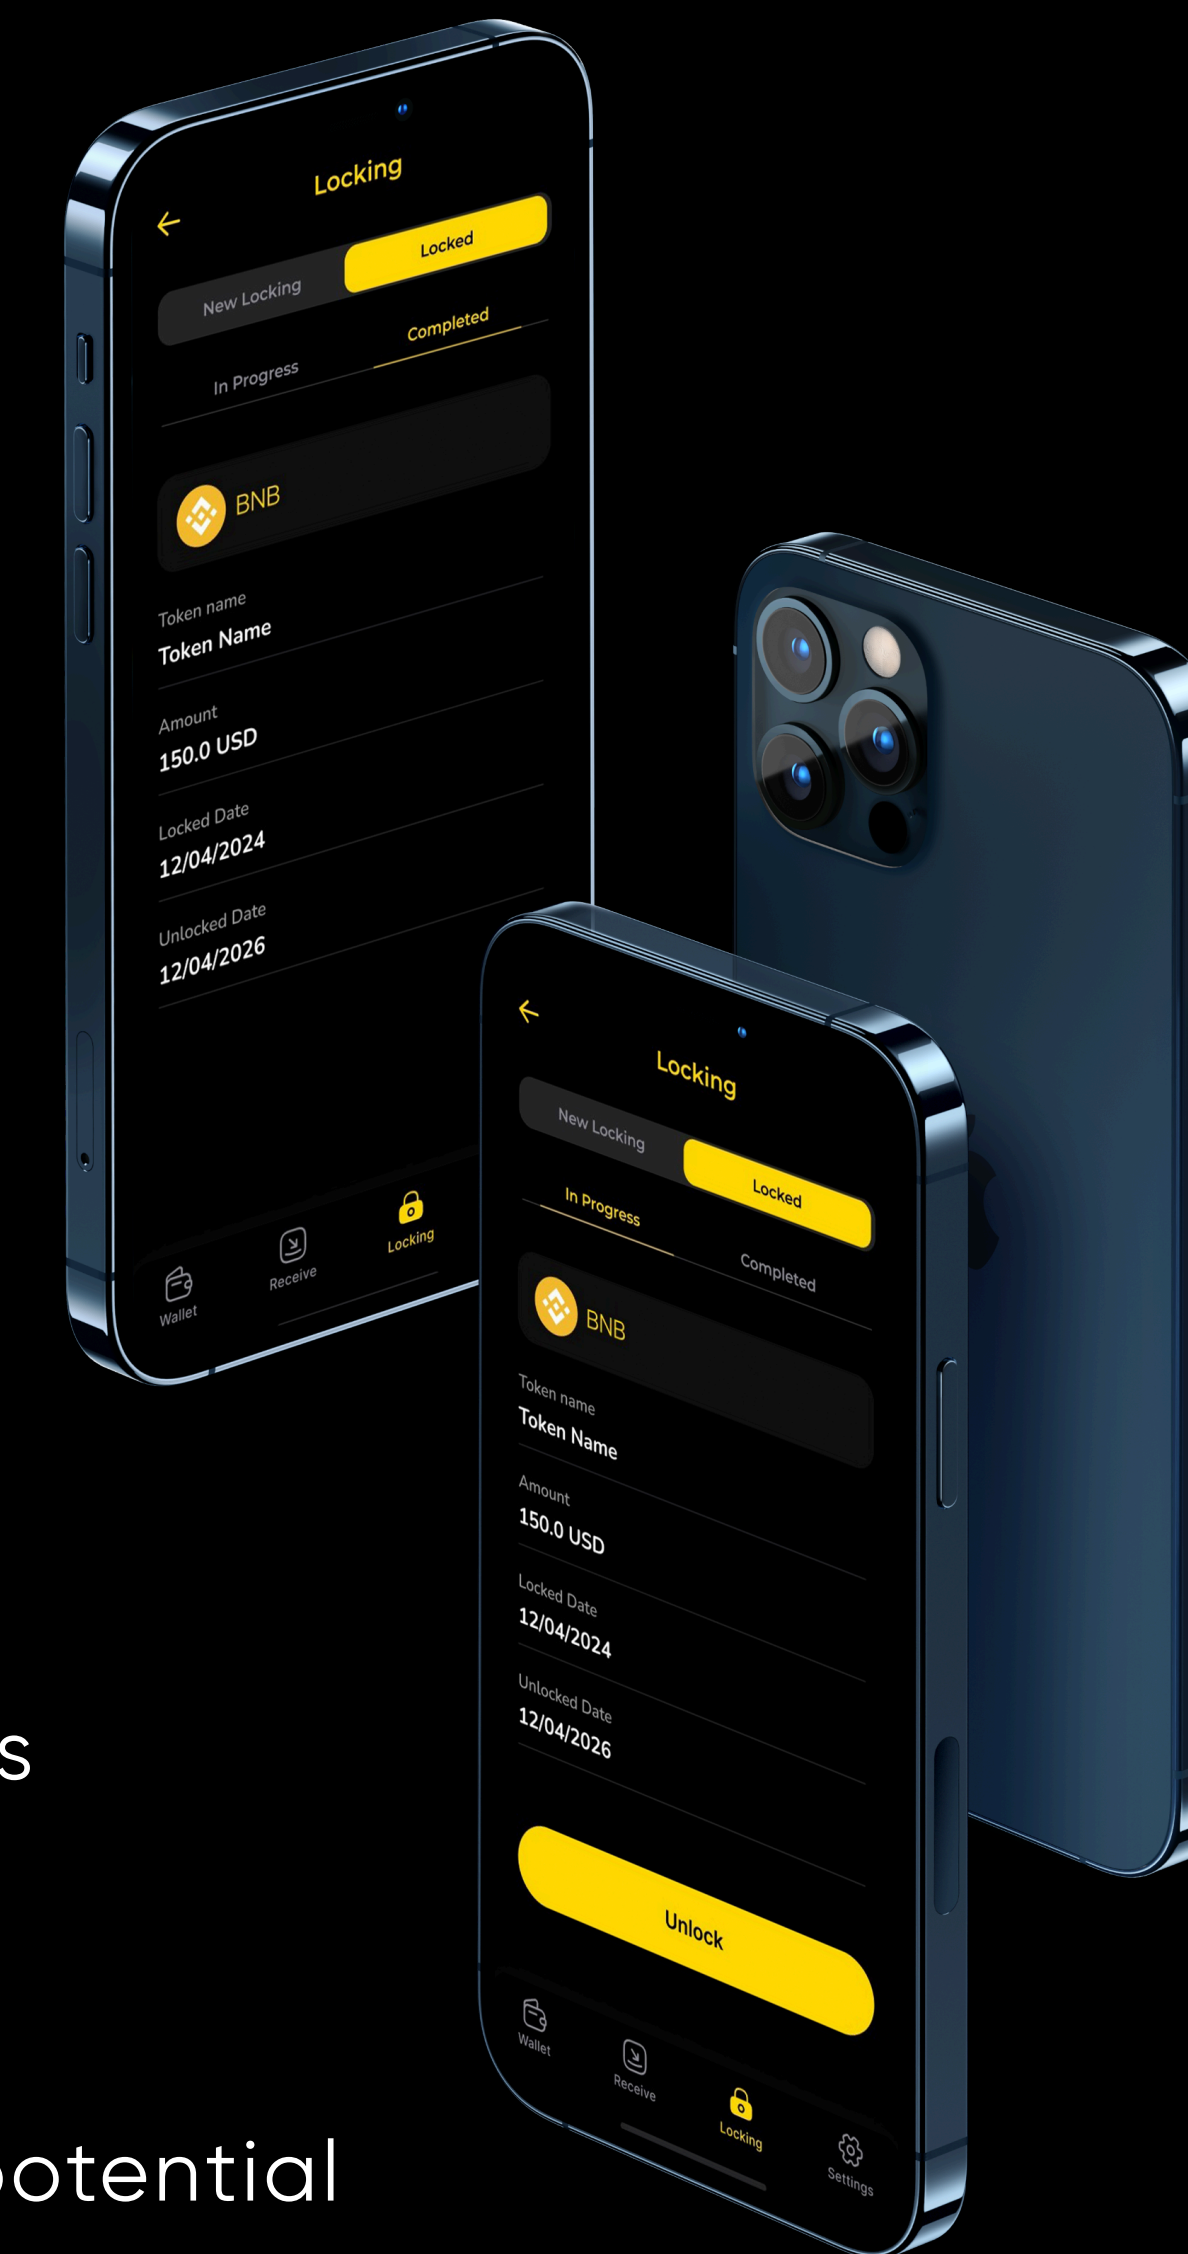 Locking
New Locking
Locked
In Progress
Completed
BNB
Token name
Token Name
Amount
150.0 USD
Locked Date
12/04/2024
Unlocked Date
12/04/2026
Wallet
Receive
Locking
Locking
New Locking
Locked
In Progress
Completed
BNB
Token name
Token Name
Amount
150.0 USD
Locked Date
12/04/2024
Unlocked Date
12/04/2026
Unlock
Wallet
Receive
Locking
Settings
s
potential